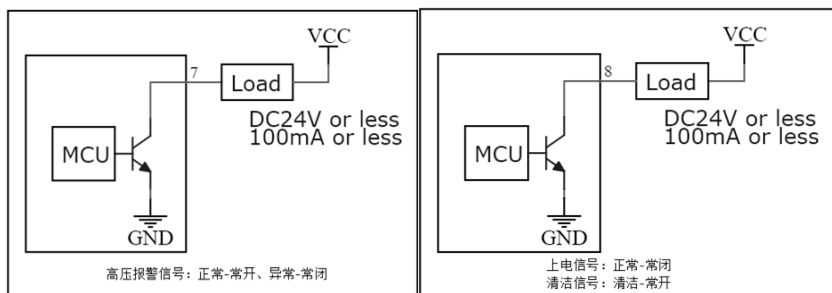 VCC
7
Load
DC24V or less
100mA or less
MCU
GND
高压报警信号：正常-常开、异常-常闭
VCC
8
Load
DC24V or less
100mA or less
MCU
GND
上电信号：正常-常闭
清洁信号：清洁-常开